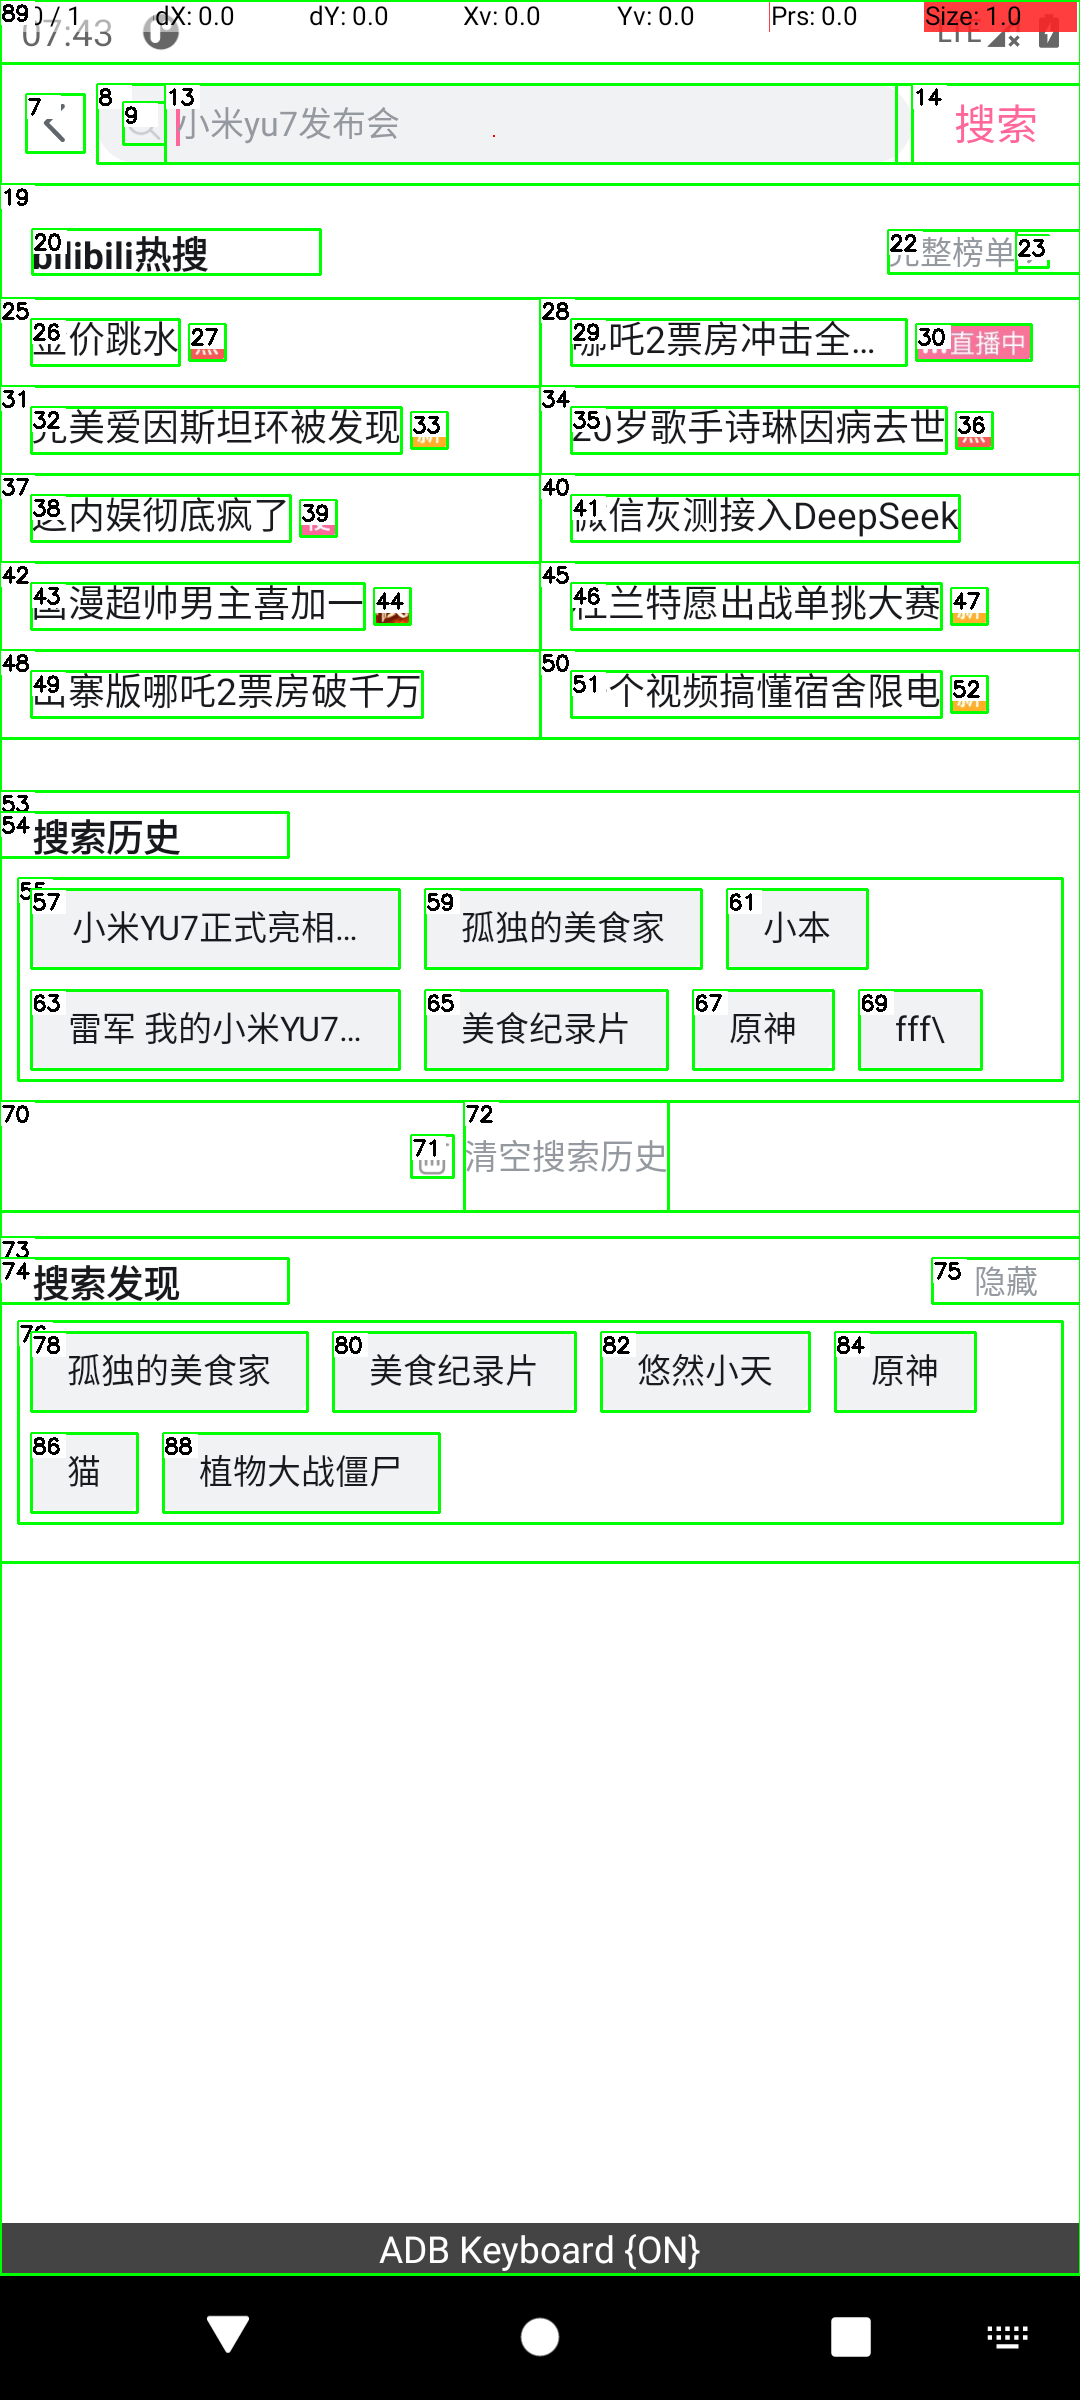 0 / 1 dX: 0.0 dY: 0.0 Xv: 0.0 Yv: 0.0 Prs: 0.0 Size: 1.0
89
07:43 LTE
7 8 9 13 小米yu7发布会 14 搜索
19
20 bilibili热搜 22 完整榜单 23
25 26 金价跳水 27 热 28 29 哪吒2票房冲击全... 30 直播中
31 32 完美爱因斯坦环被发现 33 新 34 35 20岁歌手诗琳因病去世 36 热
37 38 这内娱彻底疯了 39 梗 40 41 微信灰测接入DeepSeek
42 43 国漫超帅男主喜加一 44 45 46 杜兰特愿出战单挑大赛 47 新
48 49 山寨版哪吒2票房破千万 50 51 个视频搞懂宿舍限电 52 新
53
54 搜索历史
55
57 小米YU7正式亮相... 59 孤独的美食家 61 小本
63 雷军 我的小米YU7... 65 美食纪录片 67 原神 69 fff\
70 71 72 清空搜索历史
73
74 搜索发现 75 隐藏
78 孤独的美食家 80 美食纪录片 82 悠然小天 84 原神
86 猫 88 植物大战僵尸
ADB Keyboard {ON}